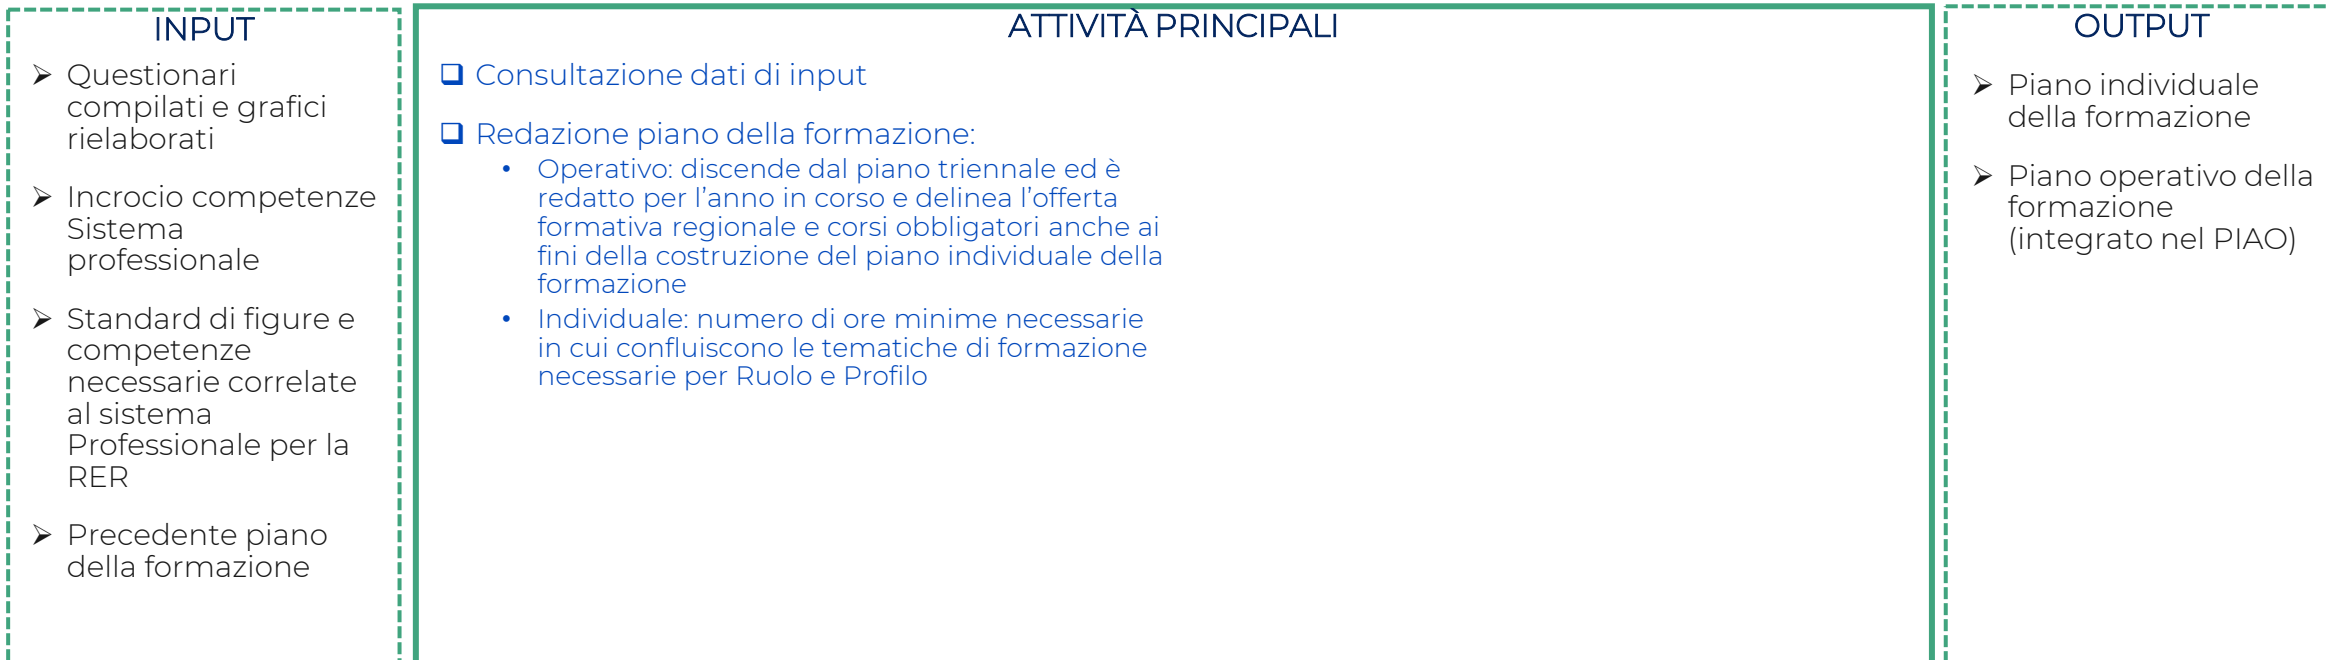 INPUT
Questionari
compilati e grafici
rielaborati
Incrocio competenze
Sistema
professionale
Standard di figure e
competenze
necessarie correlate
al sistema
Professionale per la
RER
Precedente piano
della formazione
ATTIVITÀ PRINCIPALI
Consultazione dati di input
Redazione piano della formazione:
• Operativo: discende dal piano triennale ed è
redatto per l’anno in corso e delinea l’offerta
formativa regionale e corsi obbligatori anche ai
fini della costruzione del piano individuale della
formazione
• Individuale: numero di ore minime necessarie
in cui confluiscono le tematiche di formazione
necessarie per Ruolo e Profilo
OUTPUT
Piano individuale
della formazione
Piano operativo della
formazione
(integrato nel PIAO)